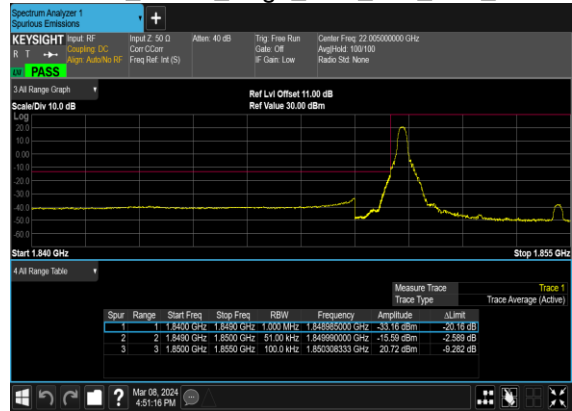 Spectrum Analyzer 1
Spurious Emissions
+
KEYSIGHT Input: RF Input Z: 50 Ω Atten: 40 dB Trig: Free Run Center Freq: 22.005000000 GHz
R T Coupling: DC Corr CCorr Gate: Off Avg|Hold: 100/100
Align: Auto/No RF Freq Ref: Int (S) IF Gain: Low Radio Std: None
PASS
3 All Range Graph
Ref Lvl Offset 11.00 dB
Scale/Div 10.0 dB Ref Value 30.00 dBm
Log
20.0
10.0
0.00
-10.0
-20.0
-30.0
-40.0
-50.0
-60.0
Start 1.840 GHz Stop 1.855 GHz
4 All Range Table
Measure Trace Trace 1
Trace Type Trace Average (Active)
Spur Range Start Freq Stop Freq RBW Frequency Amplitude ΔLimit
1 1 1.8400 GHz 1.8490 GHz 1.000 MHz 1.848985000 GHz -33.16 dBm -20.16 dB
2 2 1.8490 GHz 1.8500 GHz 51.00 kHz 1.849990000 GHz -15.59 dBm -2.589 dB
3 3 1.8500 GHz 1.8550 GHz 100.0 kHz 1.850308333 GHz 20.72 dBm -9.282 dB
? Mar 08, 2024
4:51:16 PM